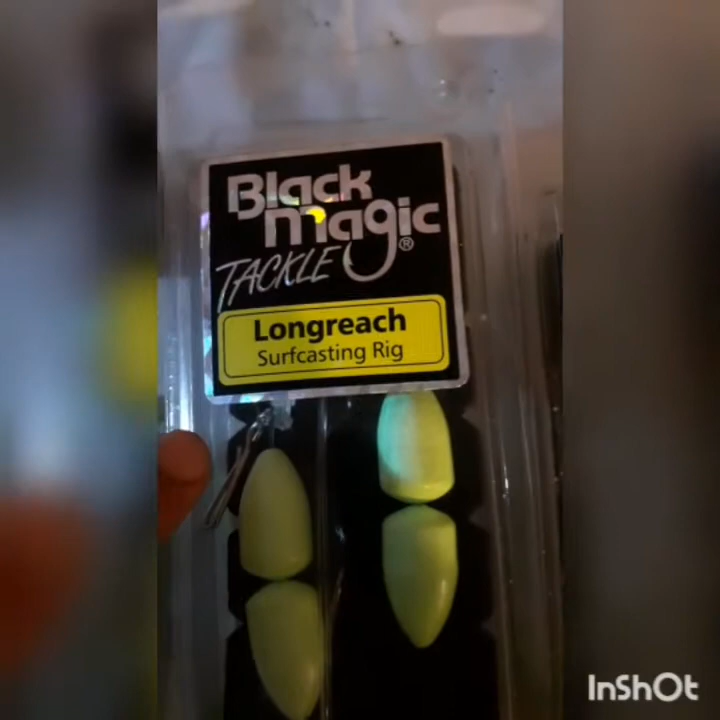 Black
magic®
TACKLE
Longreach
Surfcasting Rig
InShOt